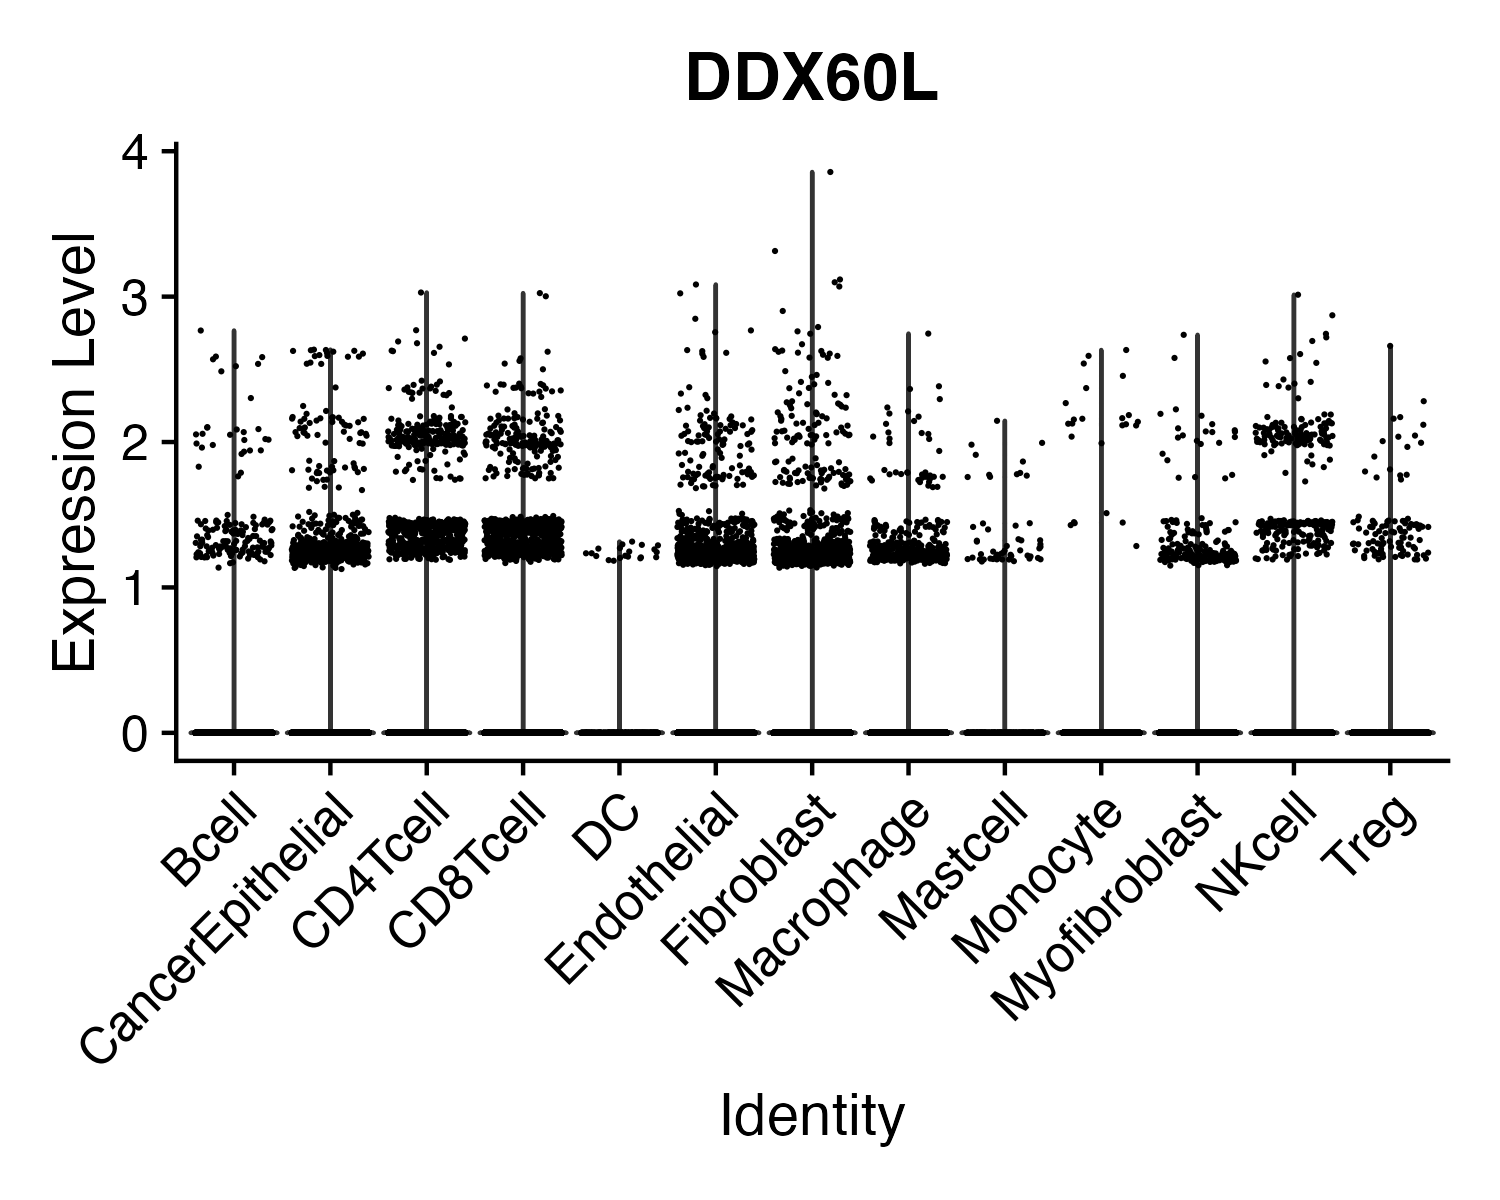 DDX60L
Expression Level
4
3
2
1
0
Bcell
CancerEpithelial
CD4Tcell
CD8Tcell
DC
Endothelial
Fibroblast
Macrophage
Mastcell
Monocyte
Myofibroblast
NKcell
Treg
Identity